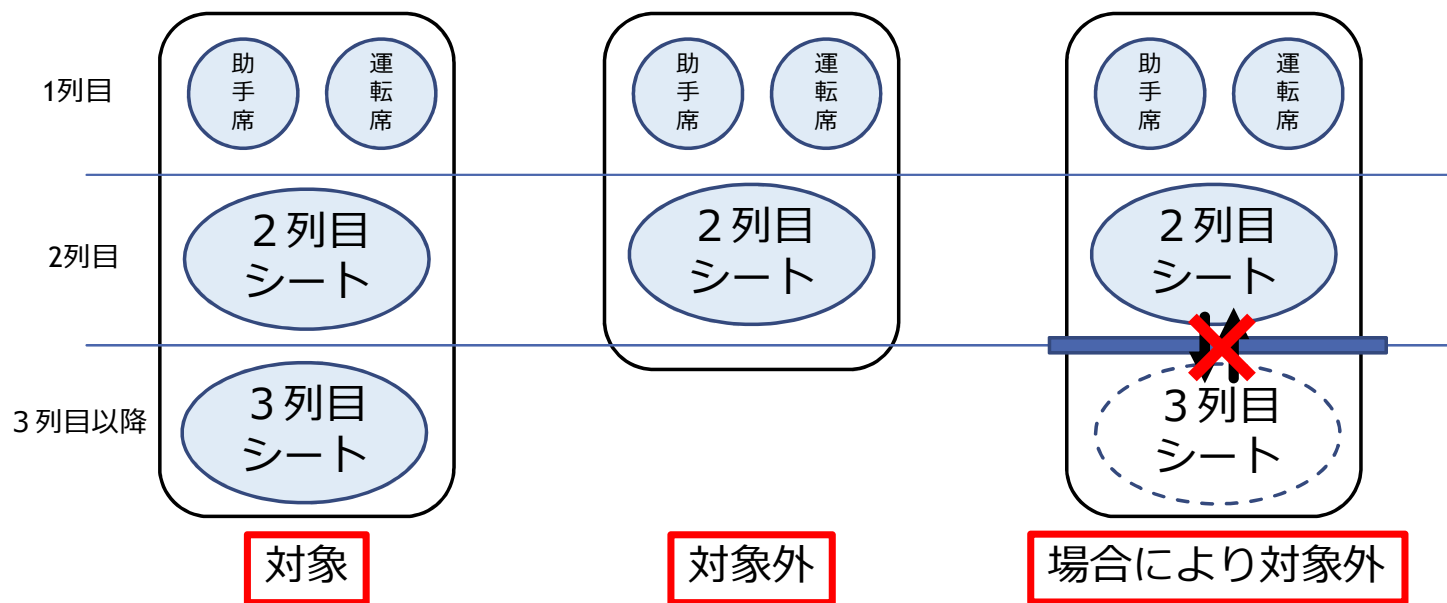 1列目
助手席
運転席
助手席
運転席
助手席
運転席
2列目
２列目
シート
２列目
シート
２列目
シート
３列目以降
３列目
シート
３列目
シート
対象
対象外
場合により対象外